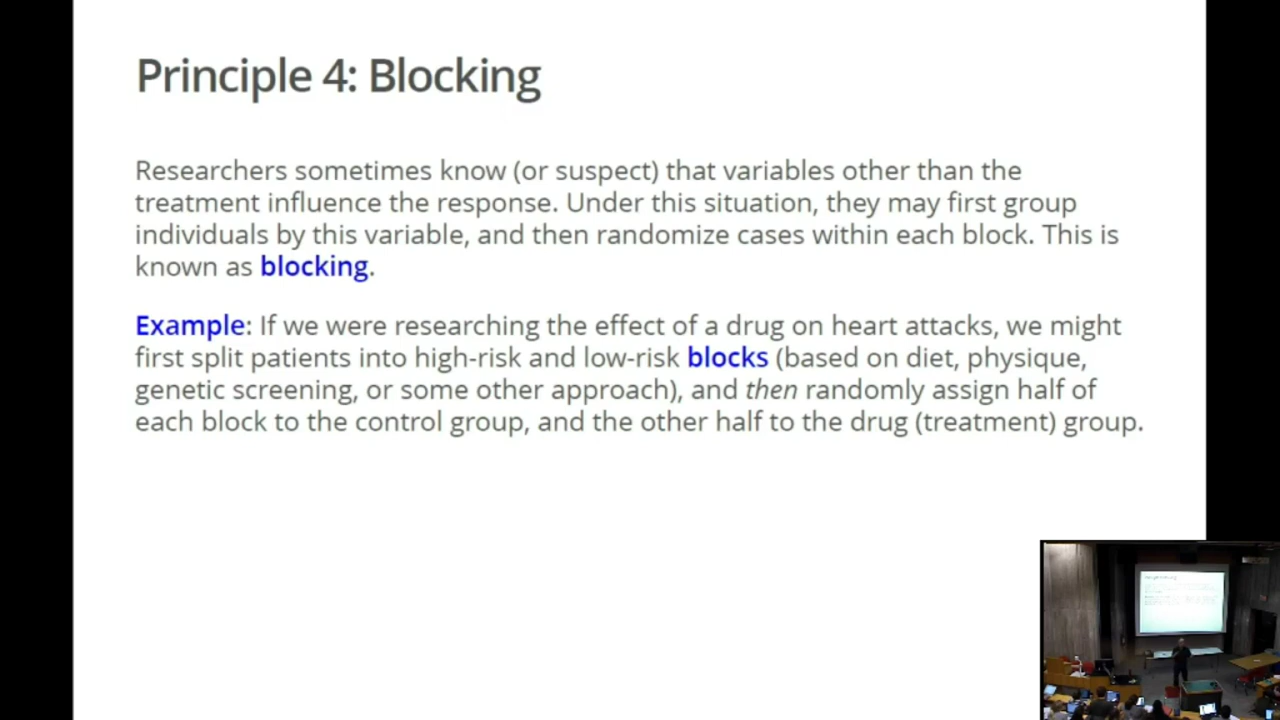 Principle 4: Blocking
Researchers sometimes know (or suspect) that variables other than the
treatment influence the response. Under this situation, they may first group
individuals by this variable, and then randomize cases within each block. This is
known as blocking.
Example: If we were researching the effect of a drug on heart attacks, we might
first split patients into high-risk and low-risk blocks (based on diet, physique,
genetic screening, or some other approach), and then randomly assign half of
each block to the control group, and the other half to the drug (treatment) group.